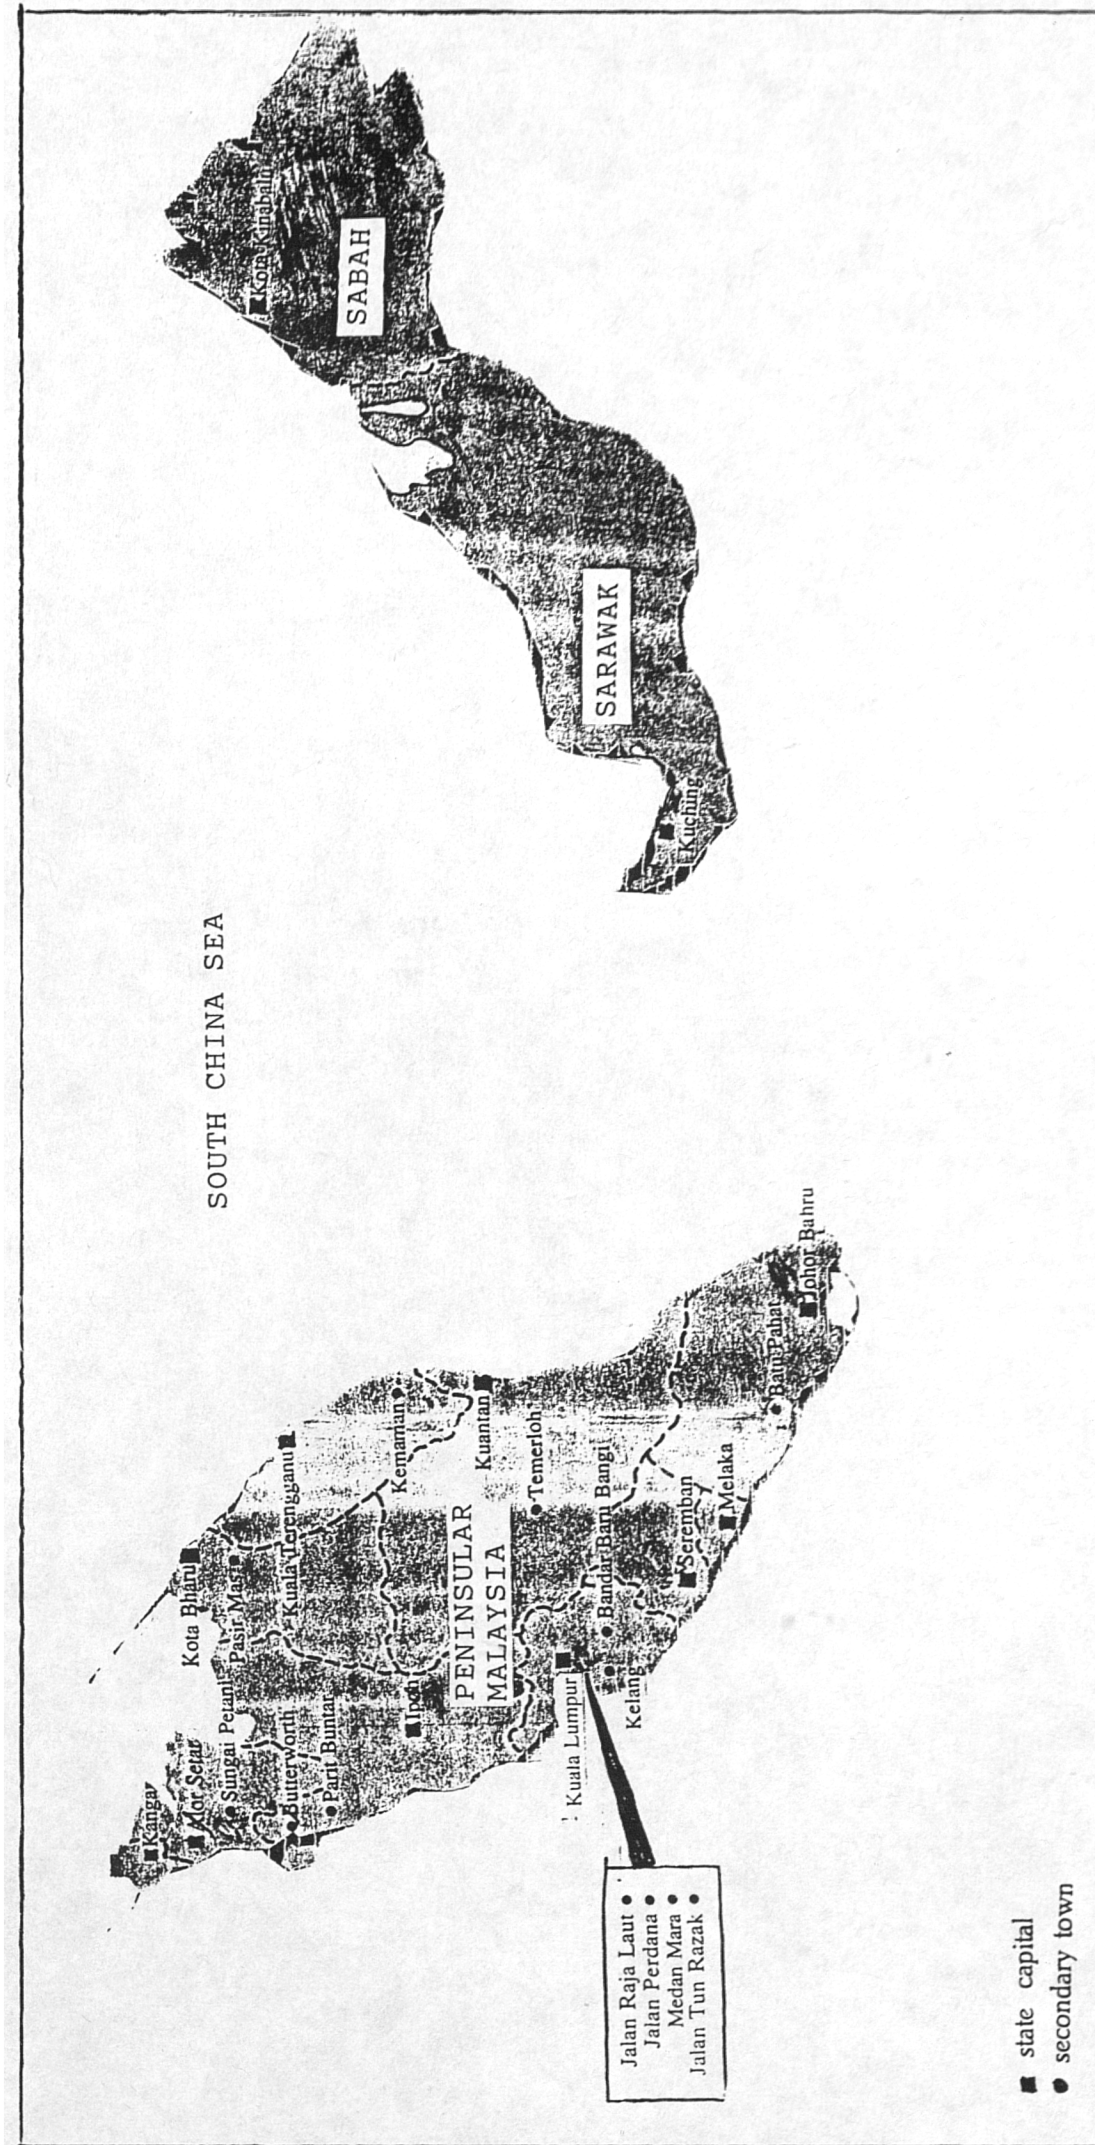 SOUTH CHINA SEA
Kota Kinabalu
SABAH
SARAWAK
Kuching
PENINSULAR
MALAYSIA
Kangar
Alor Setar
Sungai Petani
Butterworth
Parit Buntar
Kota Bharu
Pasir Mas
Kuala Terengganu
Kemaman
Kuantan
Ipoh
Temerloh
Kuala Lumpur
Bandar Baru Bangi
Kelang
Seremban
Melaka
Batu Pahat
Johor Bahru
Jalan Raja Laut •
Jalan Perdana •
Medan Mara •
Jalan Tun Razak •
■ state capital
● secondary town